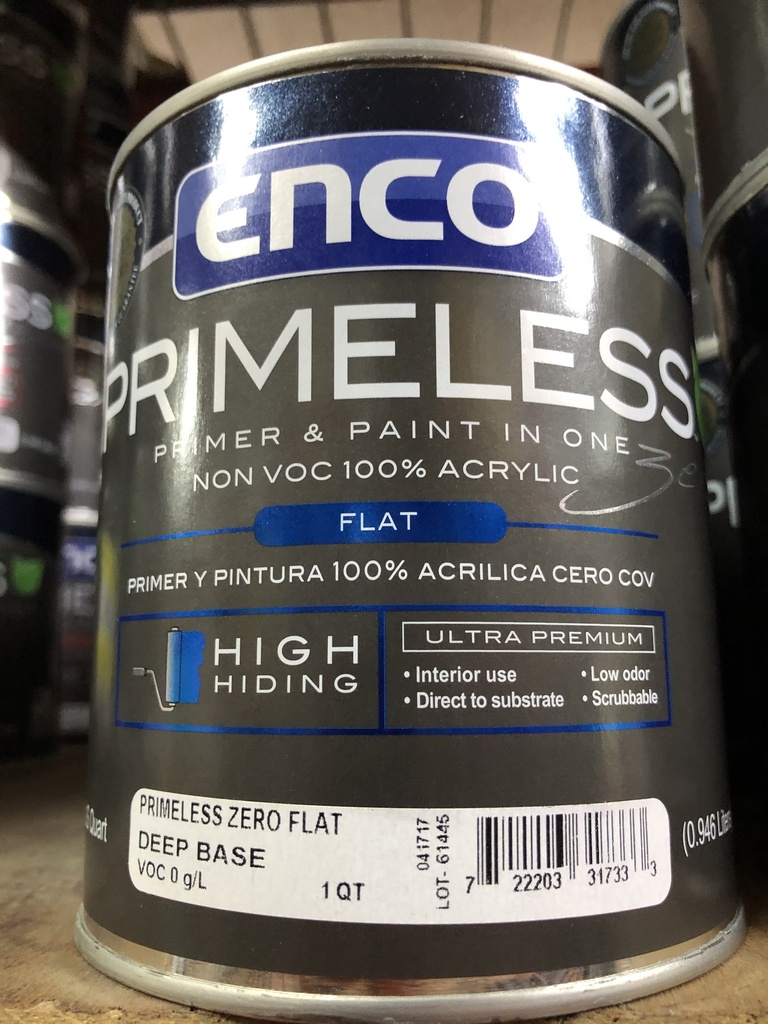 ENCO
PRIMELESS
PRIMER & PAINT IN ONE
NON VOC 100% ACRYLIC
FLAT
PRIMER Y PINTURA 100% ACRILICA CERO COV
HIGH
HIDING
ULTRA PREMIUM
• Interior use
• Low odor
• Direct to substrate
• Scrubbable
PRIMELESS ZERO FLAT
DEEP BASE
VOC 0 g/L
1 QT
041717
LOT- 61445
7 22203 31733 3
Quart
(0.946